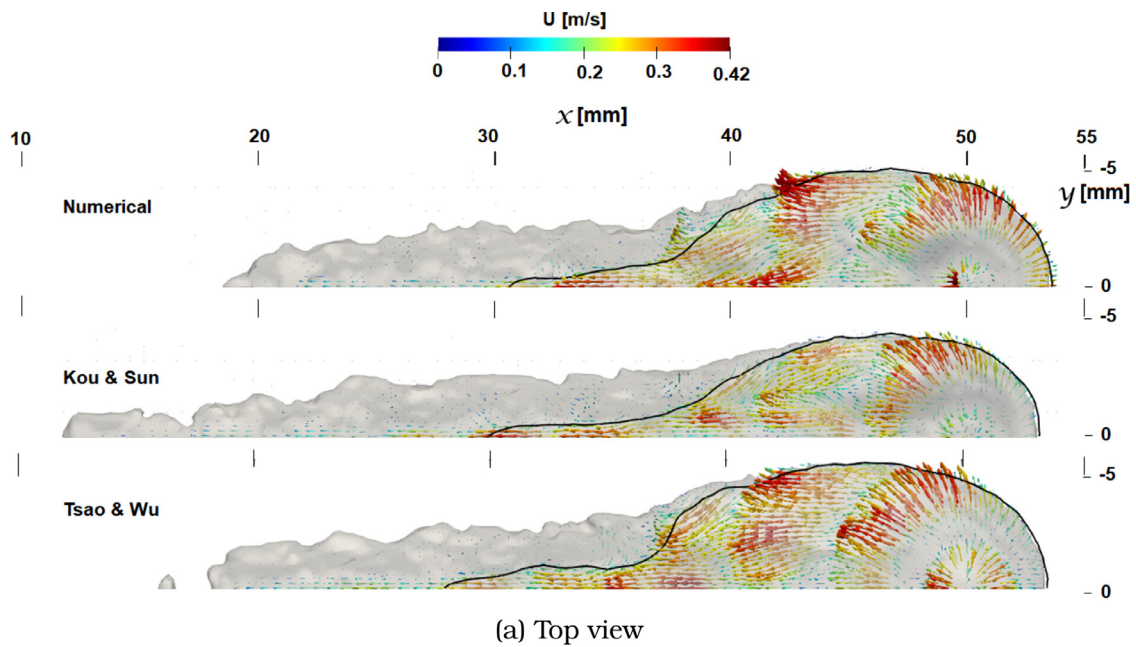 U [m/s]
0 0.1 0.2 0.3 0.42
x [mm]
10 20 30 40 50 55
-5
Numerical
y [mm]
0
-5
Kou & Sun
0
-5
Tsao & Wu
0
(a) Top view